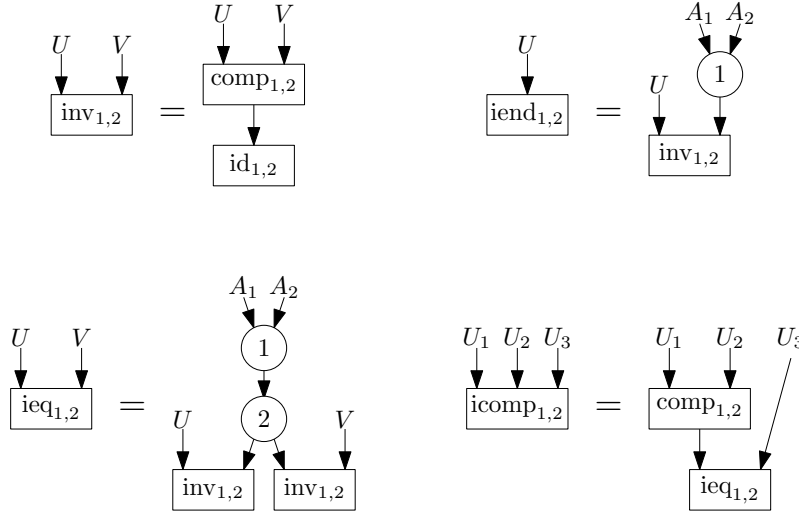 U V = U V
inv1,2 comp1,2
id1,2
U = U A1 A2
iend1,2 1
inv1,2
U V = A1 A2
ieq1,2 1
2
U V
inv1,2 inv1,2
U1 U2 U3 = U1 U2 U3
icomp1,2 comp1,2
ieq1,2